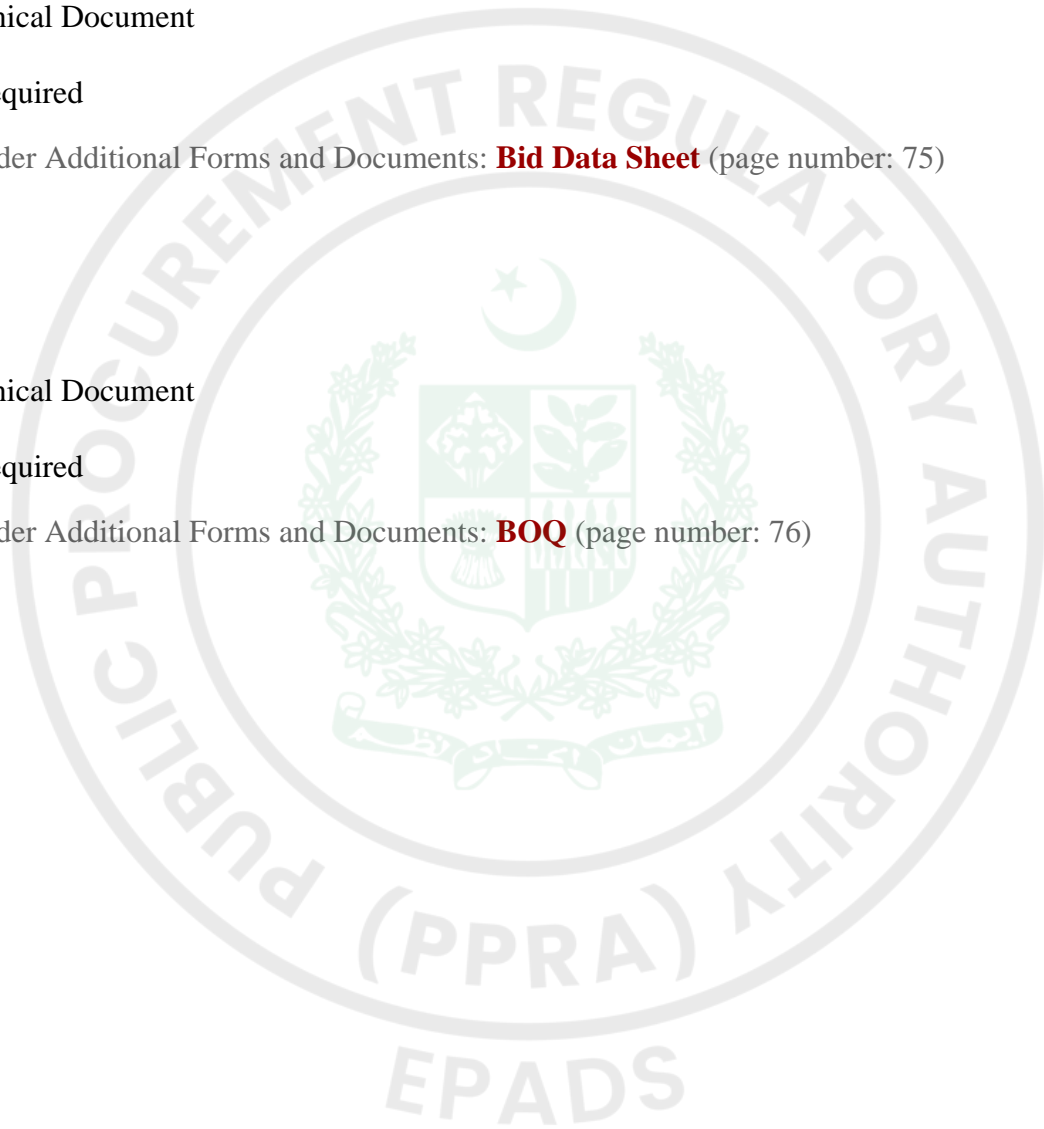 nical Document
equired
der Additional Forms and Documents: Bid Data Sheet (page number: 75)
nical Document
equired
der Additional Forms and Documents: BOQ (page number: 76)
PUBLIC PROCUREMENT REGULATORY AUTHORITY
(PPRA)
EPADS